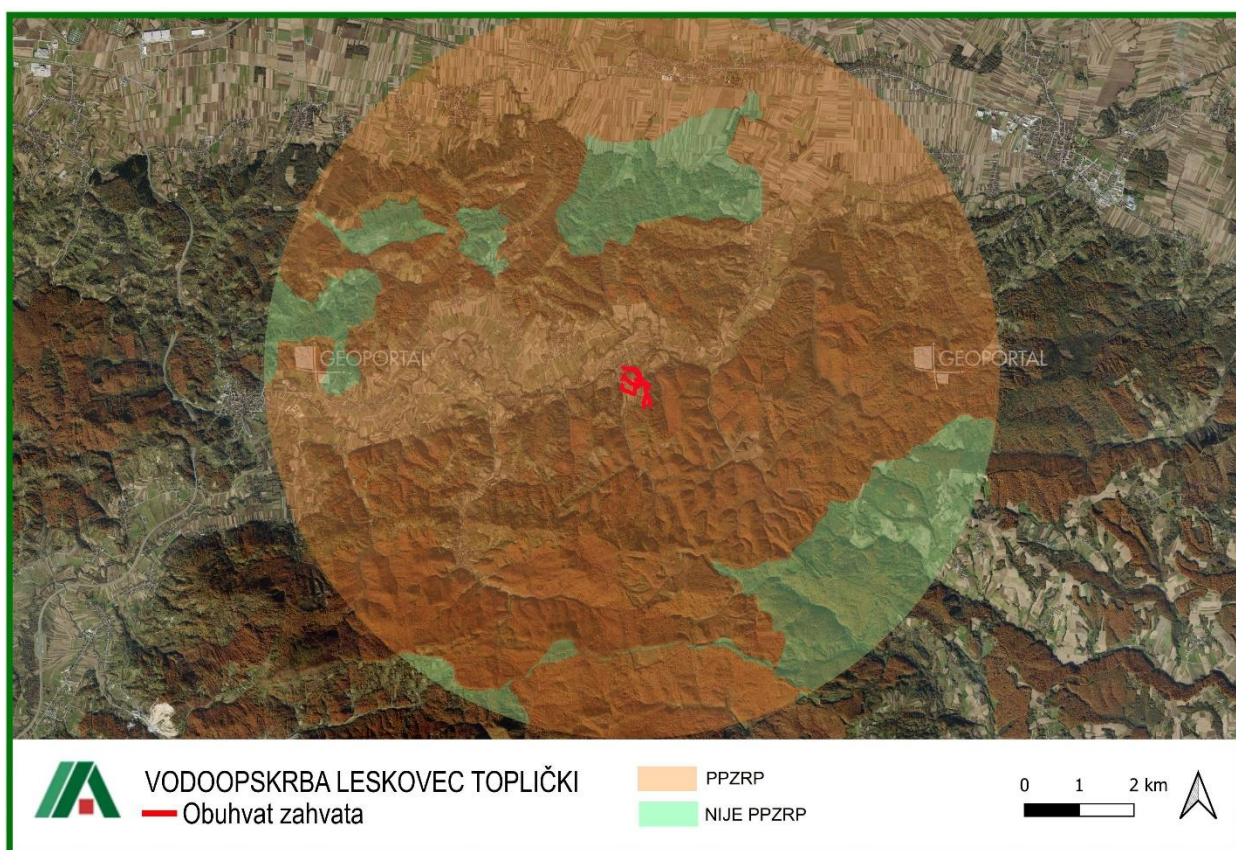 GEOPORTAL
GEOPORTAL
VODOOPSKRBA LESKOVEC TOPLIČKI
Obuhvat zahvata
PPZRP
NIJE PPZRP
0 1 2 km